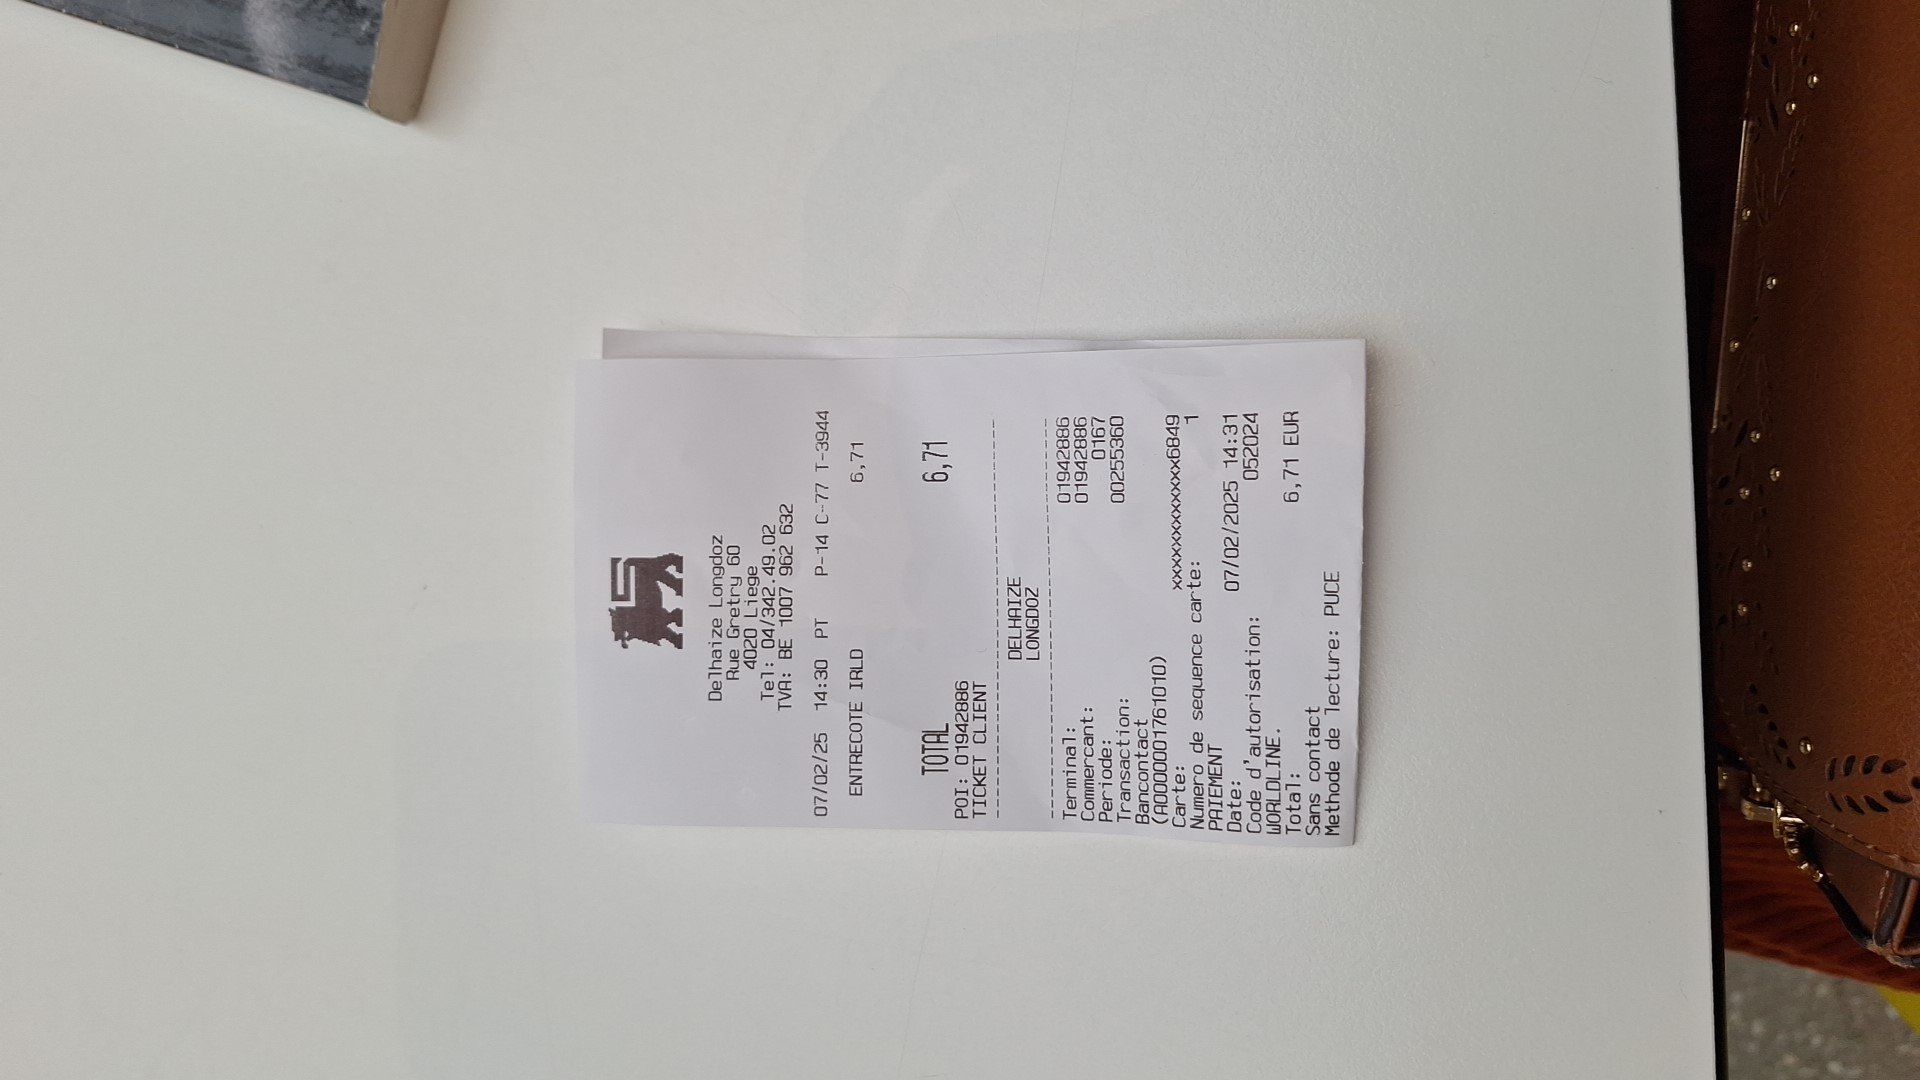 Delhaize Longdoz
Rue Gretry 60
4020 Liege
Tel: 04/342.49.02
TVA: BE 1007 962 632
07/02/25 14:30 PT P-14 C-77 T-3944
ENTRECOTE IRLD 6,71
TOTAL 6,71
POI: 01942886
TICKET CLIENT
DELHAIZE
LONGDOZ
Terminal: 01942886
Commercant: 01942886
Periode: 0167
Transaction: 00255360
Bancontact
(A0000001761010)
Carte: xxxxxxxxxxxxx6849
Numero de sequence carte: 1
PAIEMENT
Date: 07/02/2025 14:31
Code d'autorisation: 052024
WORLDLINE.
Total: 6,71 EUR
Sans contact
Methode de lecture: PUCE